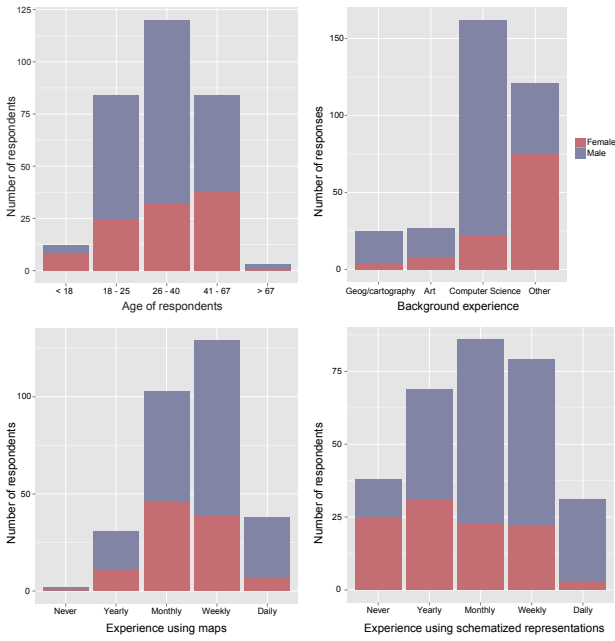 125
100
75
50
25
0
Number of respondents
< 18 18 - 25 26 - 40 41 - 67 > 67
Age of respondents
150
100
50
0
Number of responses
Geog/cartography Art Computer Science Other
Background experience
Female
Male
100
50
0
Number of respondents
Never Yearly Monthly Weekly Daily
Experience using maps
75
50
25
0
Number of respondents
Never Yearly Monthly Weekly Daily
Experience using schematized representations